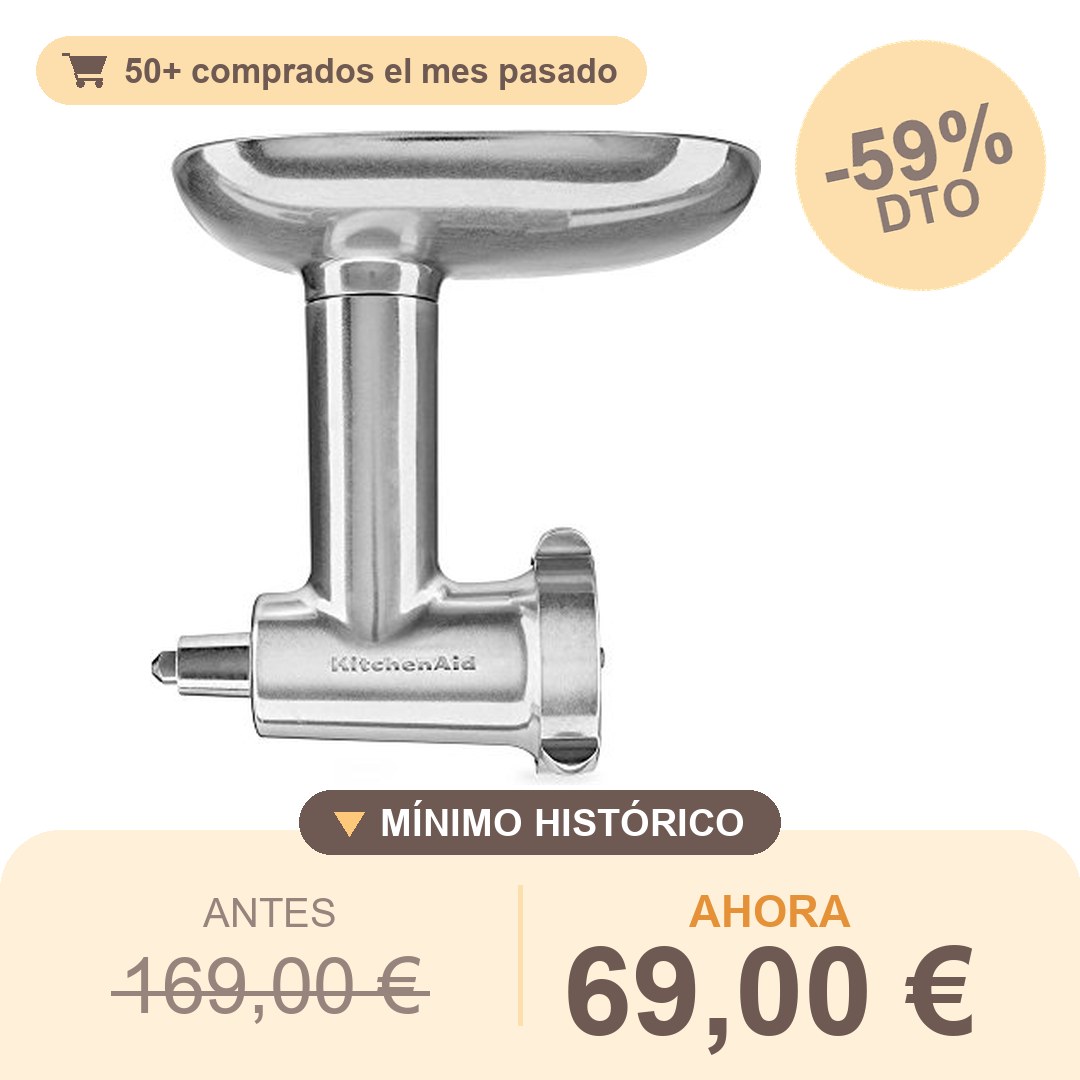 50+ comprados el mes pasado
-59%
DTO
KitchenAid
MÍNIMO HISTÓRICO
ANTES
169,00 €
AHORA
69,00 €